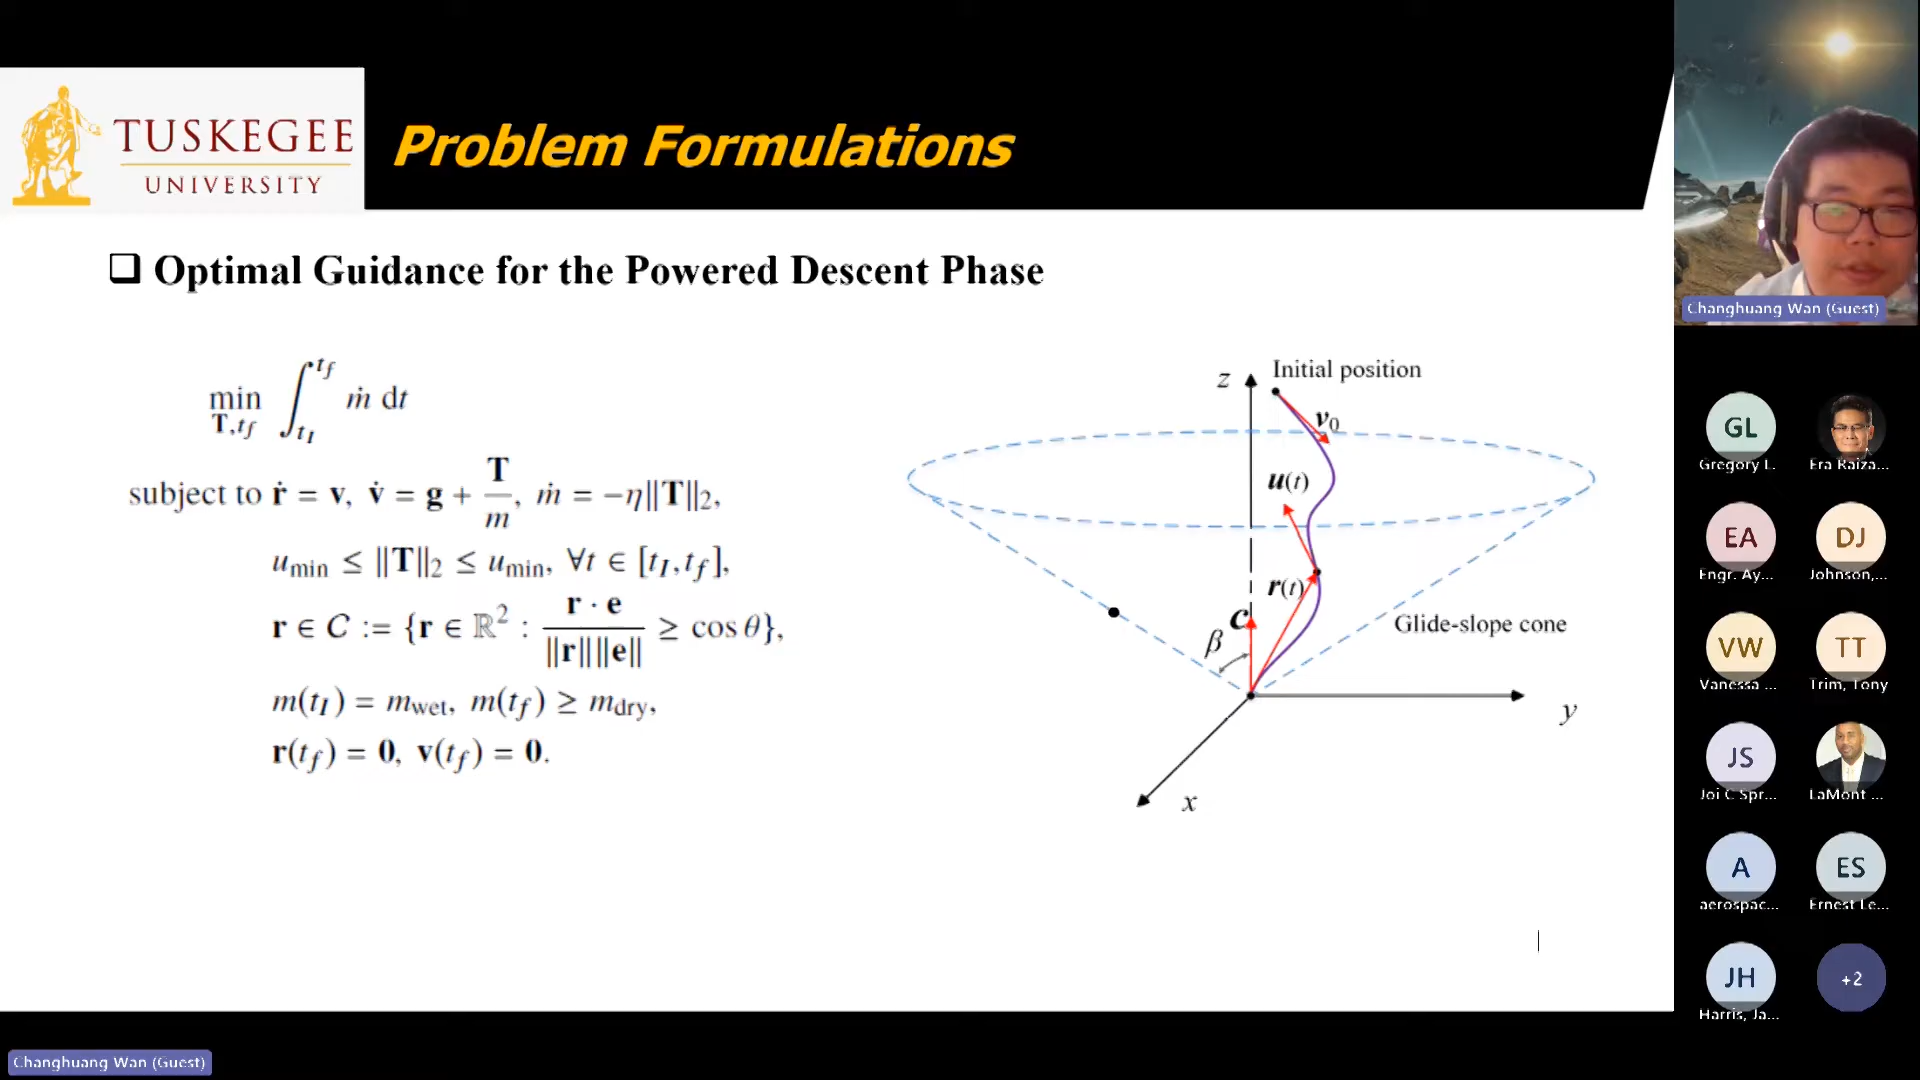 TUSKEGEE
UNIVERSITY
Problem Formulations
❑ Optimal Guidance for the Powered Descent Phase
min_{T,t_f} ∫_{t_I}^{t_f} ṁ dt
subject to ṙ = v, v̇ = g + T/m, ṁ = −η‖T‖₂,
u_min ≤ ‖T‖₂ ≤ u_min, ∀t ∈ [t_I, t_f],
r ∈ C := {r ∈ ℝ² : r · e / ‖r‖‖e‖ ≥ cos θ},
m(t_I) = m_wet, m(t_f) ≥ m_dry,
r(t_f) = 0, v(t_f) = 0.
z
Initial position
v₀
u(t)
r(t)
C
β
Glide-slope cone
y
x
Changhuang Wan (Guest)
GL
Gregory L.
Era Raiza...
EA
Engr. Ay...
DJ
Johnson,...
VW
Vanessa ...
TT
Trim, Tony
JS
Joi C Spr...
LaMont ...
A
aerospac...
ES
Ernest Le...
JH
Harris, Ja...
+2
Changhuang Wan (Guest)